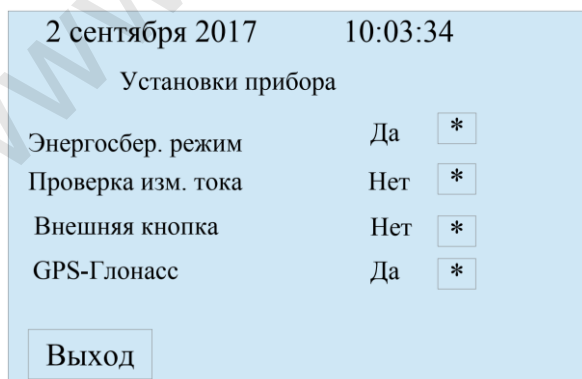 2 сентября 2017 10:03:34
Установки прибора
Энергосбер. режим Да *
Проверка изм. тока Нет *
Внешняя кнопка Нет *
GPS-Глонасс Да *
Выход